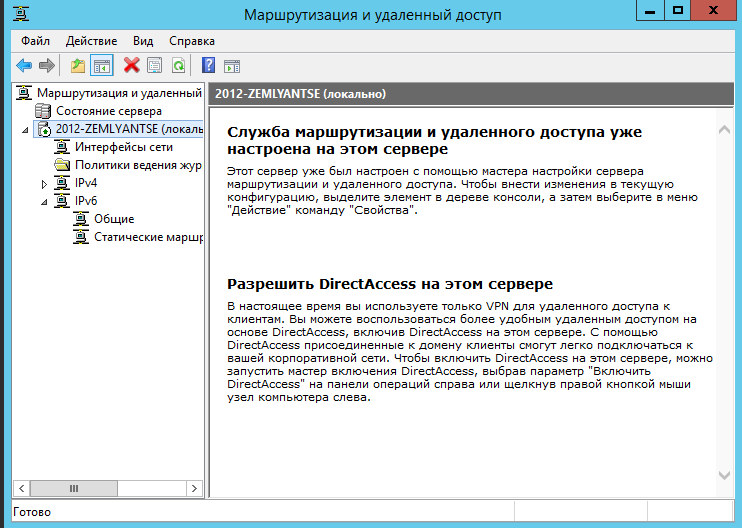 Маршрутизация и удаленный доступ
Файл Действие Вид Справка
Маршрутизация и удаленный
Состояние сервера
2012-ZEMLYANTSE (локаль
Интерфейсы сети
Политики ведения жур
IPv4
IPv6
Общие
Статические маршр
2012-ZEMLYANTSE (локально)
Служба маршрутизации и удаленного доступа уже
настроена на этом сервере
Этот сервер уже был настроен с помощью мастера настройки сервера
маршрутизации и удаленного доступа. Чтобы внести изменения в текущую
конфигурацию, выделите элемент в дереве консоли, а затем выберите в меню
"Действие" команду "Свойства".
Разрешить DirectAccess на этом сервере
В настоящее время вы используете только VPN для удаленного доступа к
клиентам. Вы можете воспользоваться более удобным удаленным доступом на
основе DirectAccess, включив DirectAccess на этом сервере. С помощью
DirectAccess присоединенные к домену клиенты смогут легко подключаться к
вашей корпоративной сети. Чтобы включить DirectAccess на этом сервере, можно
запустить мастер включения DirectAccess, выбрав параметр "Включить
DirectAccess" на панели операций справа или щелкнув правой кнопкой мыши
узел компьютера слева.
Готово